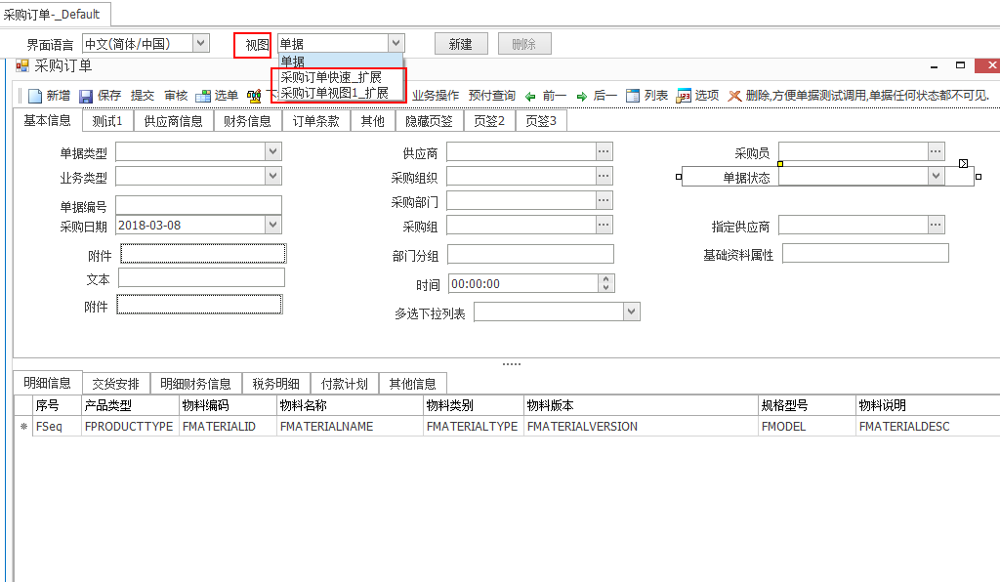 采购订单-_Default
界面语言 中文(简体/中国) 视图 单据 新建 删除
单据
采购订单
采购订单快速_扩展
采购订单视图1_扩展
新增 保存 提交 审核 选单 业务操作 预付查询 前一 后一 列表 选项 删除,方便单据测试调用,单据任何状态都不可见.
基本信息 测试1 供应商信息 财务信息 订单条款 其他 隐藏页签 页签2 页签3
单据类型 供应商 采购员
业务类型 采购组织 单据状态
单据编号 采购部门
采购日期 2018-03-08 采购组 指定供应商
附件 部门分组 基础资料属性
文本 时间 00:00:00
附件 多选下拉列表
明细信息 交货安排 明细财务信息 税务明细 付款计划 其他信息
序号 产品类型 物料编码 物料名称 物料类别 物料版本 规格型号 物料说明
FSeq FPRODUCTTYPE FMATERIALID FMATERIALNAME FMATERIALTYPE FMATERIALVERSION FMODEL FMATERIALDESC